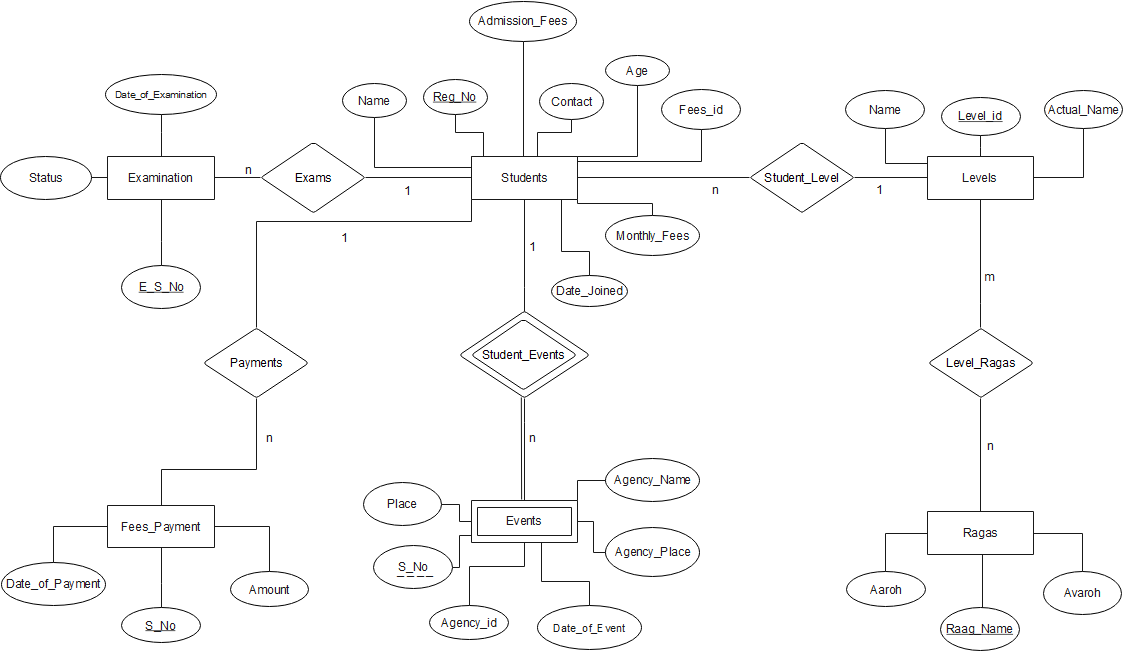 Admission_Fees
Age
Date_of_Examination
Name
Reg_No
Contact
Fees_id
Name
Level_id
Actual_Name
Status
Examination
n
Exams
1
Students
n
Student_Level
1
Levels
1
1
Monthly_Fees
E_S_No
Date_Joined
m
Payments
Student_Events
Level_Ragas
n
n
n
Agency_Name
Place
Fees_Payment
Events
Ragas
Agency_Place
S_No
Date_of_Payment
Amount
Aaroh
Avaroh
S_No
Agency_id
Date_of_Event
Raag_Name